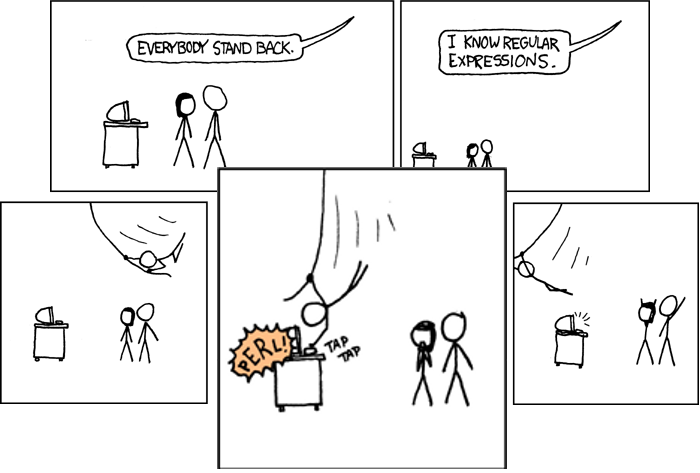 EVERYBODY STAND BACK.
I KNOW REGULAR
EXPRESSIONS.
PERL!
TAP
TAP